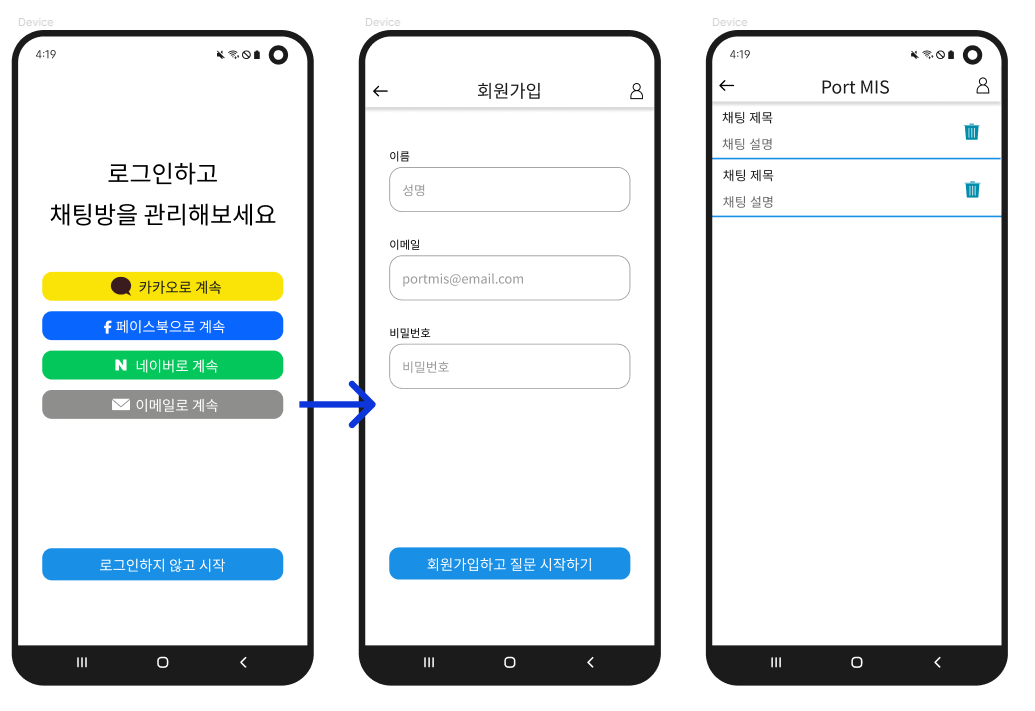 Device
4:19
로그인하고
채팅방을 관리해보세요
카카오로 계속
페이스북으로 계속
네이버로 계속
이메일로 계속
로그인하지 않고 시작
Device
회원가입
이름
성명
이메일
portmis@email.com
비밀번호
비밀번호
회원가입하고 질문 시작하기
Device
4:19
Port MIS
채팅 제목
채팅 설명
채팅 제목
채팅 설명